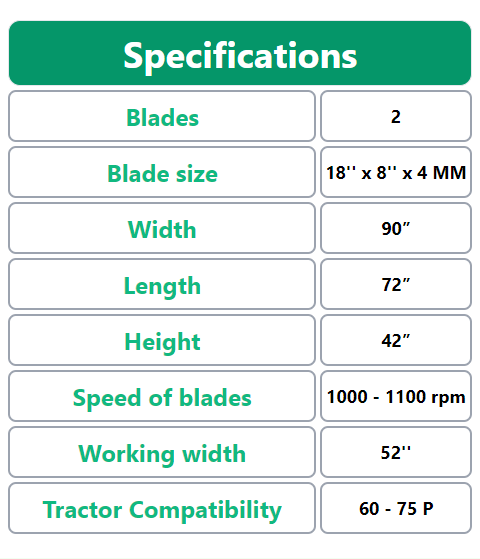 Specifications
Blades 2
Blade size 18'' x 8'' x 4 MM
Width 90”
Length 72”
Height 42”
Speed of blades 1000 - 1100 rpm
Working width 52''
Tractor Compatibility 60 - 75 P